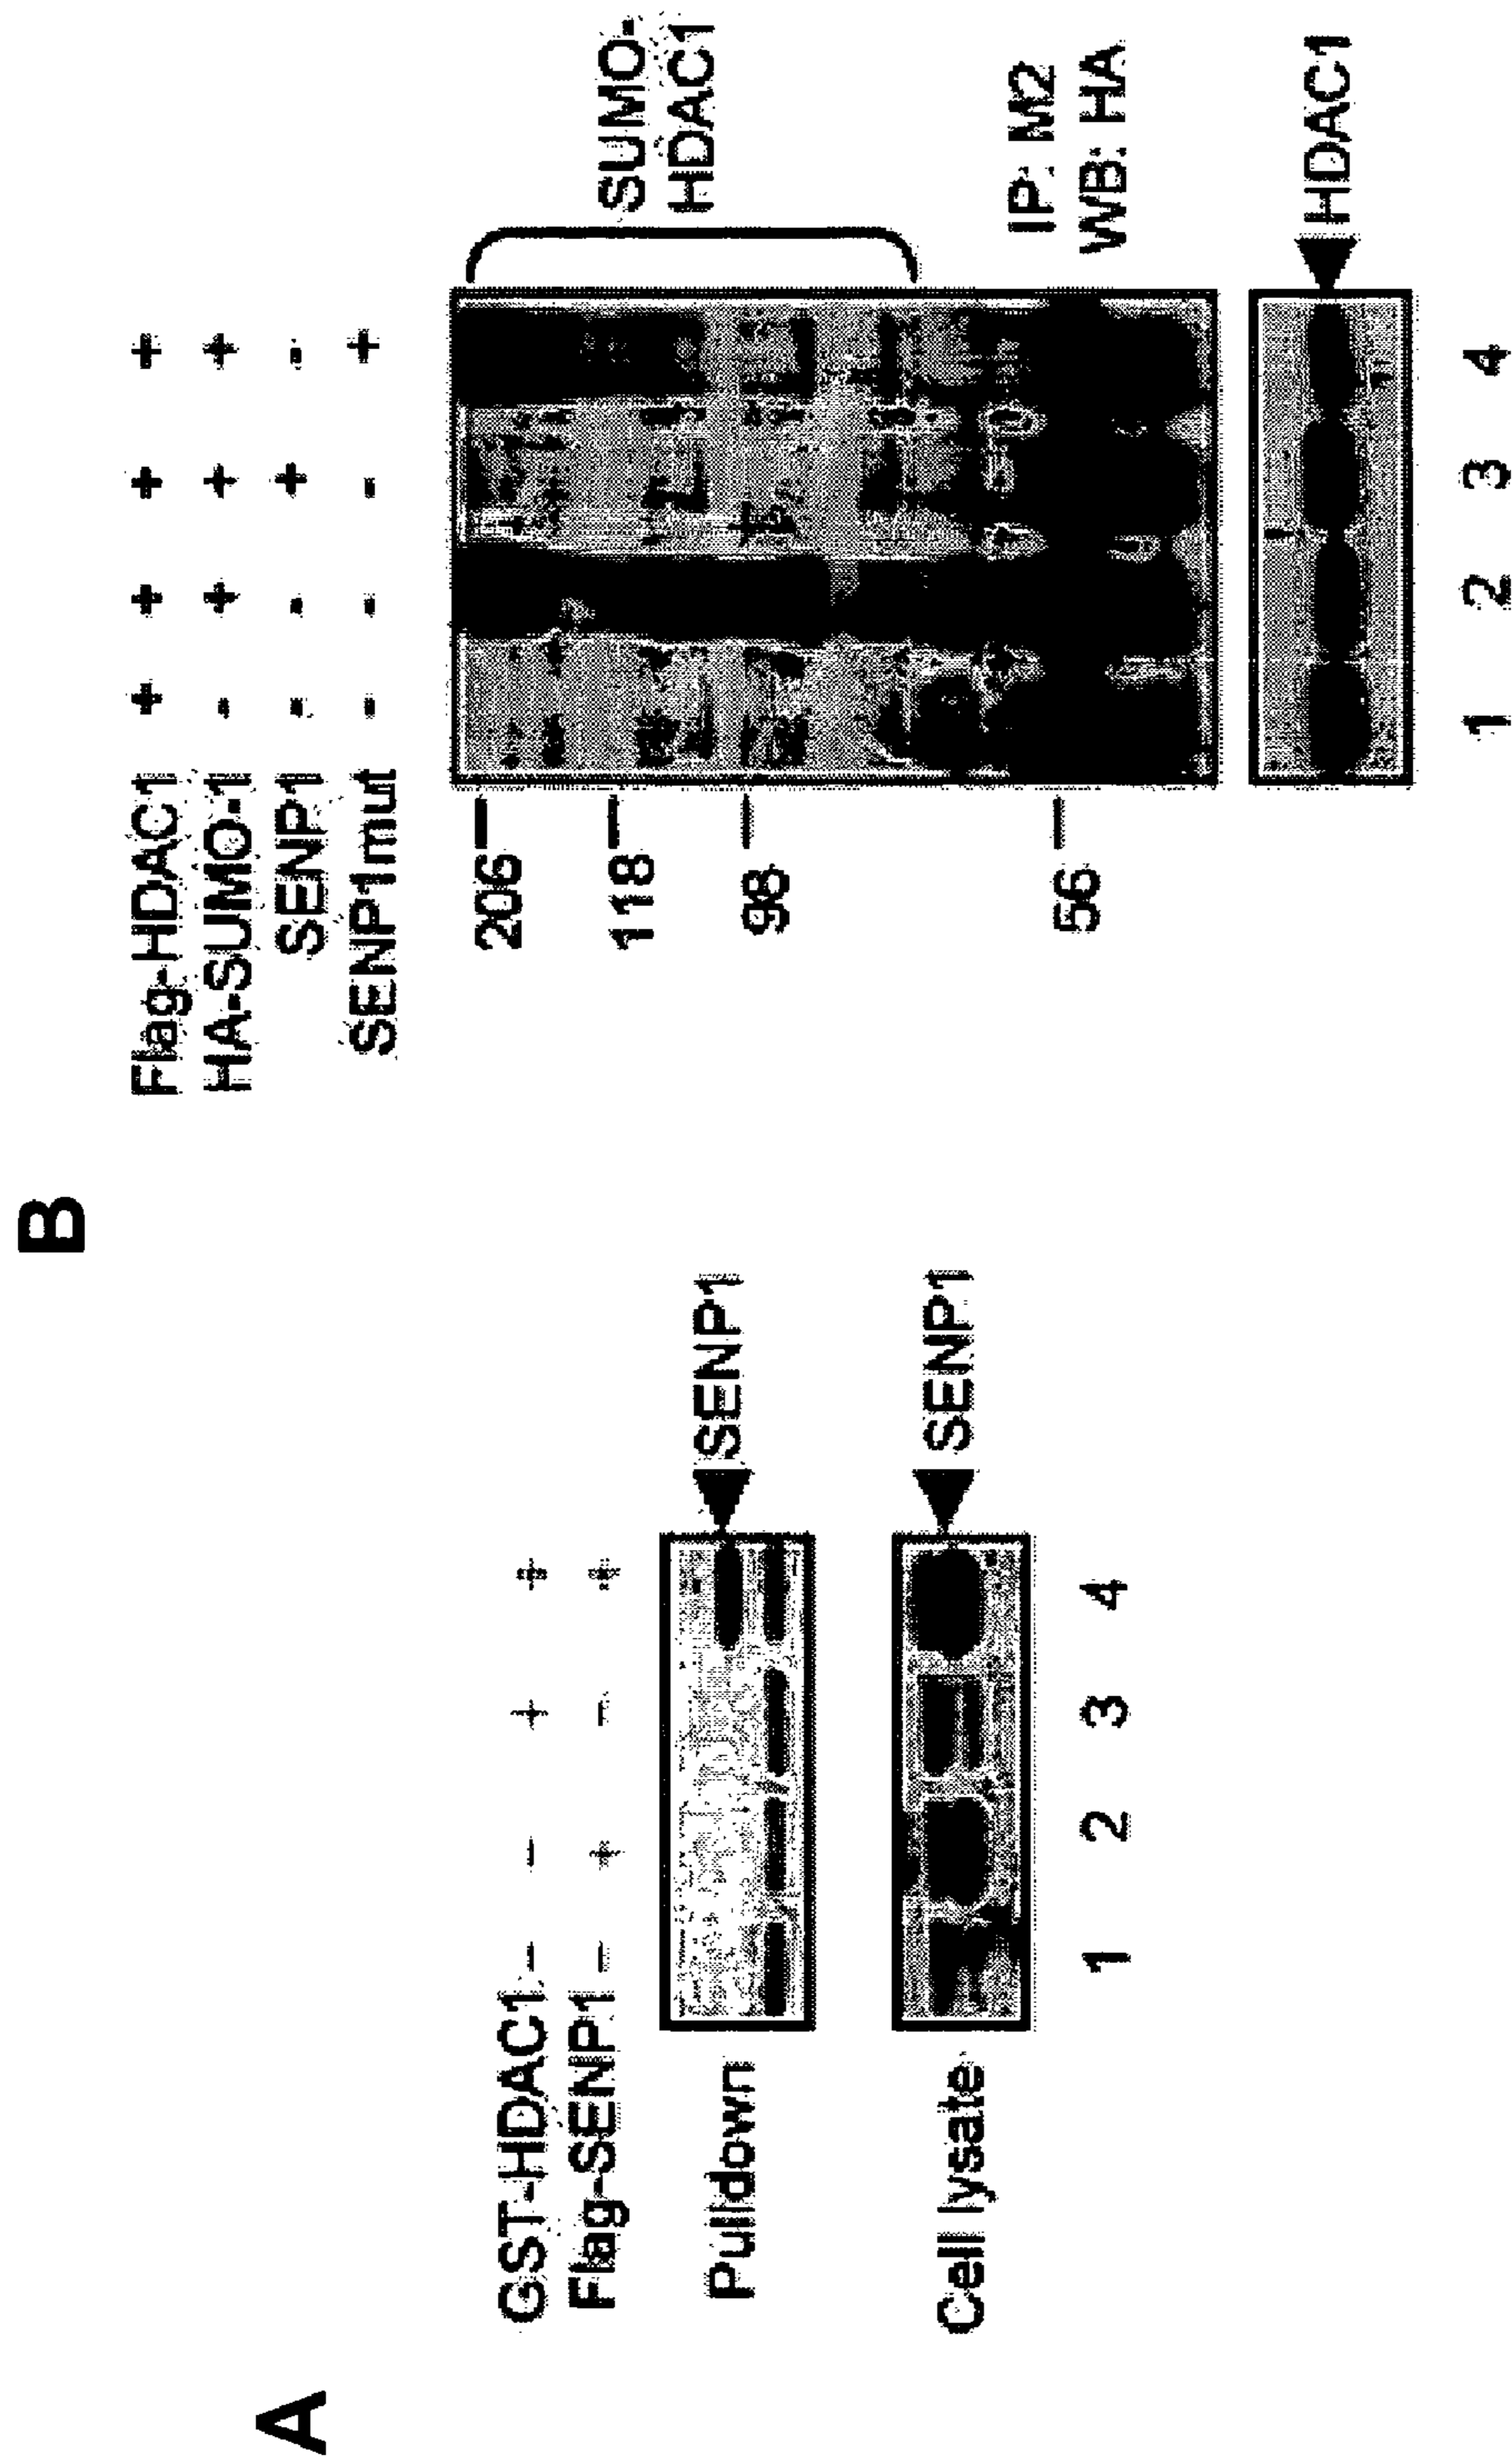 A
GST-HDAC1 – – + +
Flag-SENP1 – + – +
Pulldown
SENP1
Cell lysate
SENP1
1 2 3 4
B
Flag-HDAC1 + + + +
HA-SUMO-1 - + + +
SENP1 - - + -
SENP1mut - - - +
206
118
98
56
SUMO-
HDAC1
IP: M2
WB: HA
HDAC1
1 2 3 4